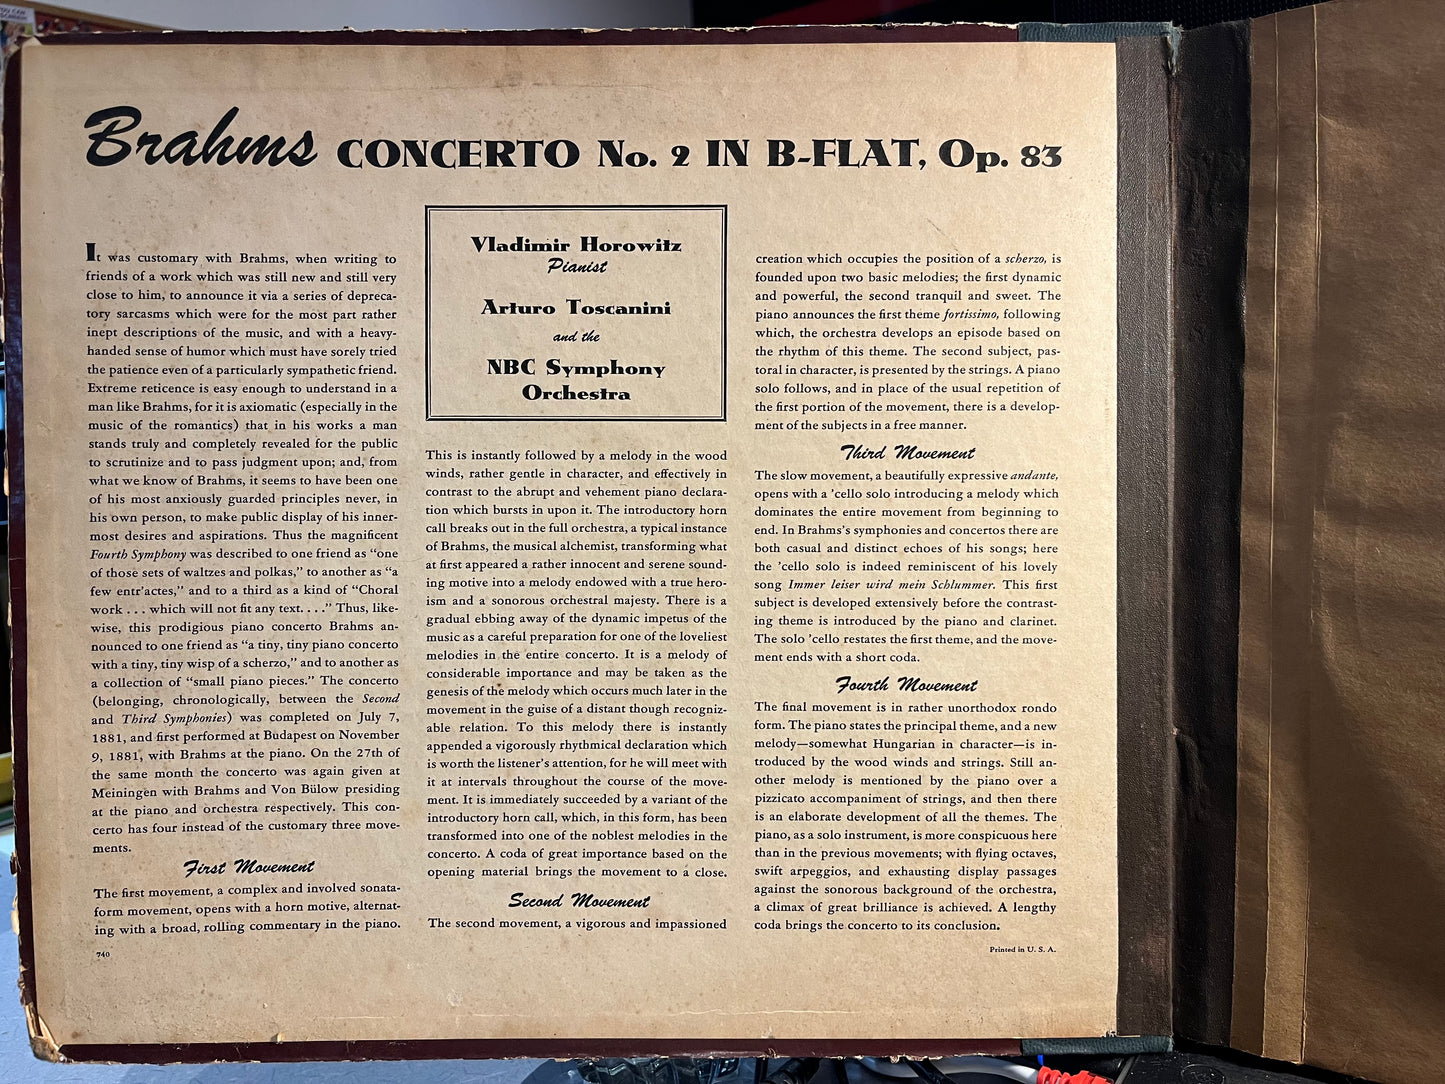 Brahms CONCERTO No. 2 IN B-FLAT, Op. 83
It was customary with Brahms, when writing to
friends of a work which was still new and still very
close to him, to announce it via a series of depreca-
tory sarcasms which were for the most part rather
inept descriptions of the music, and with a heavy-
handed sense of humor which must have sorely tried
the patience even of a particularly sympathetic friend.
Extreme reticence is easy enough to understand in a
man like Brahms, for it is axiomatic (especially in the
music of the romantics) that in his works a man
stands truly and completely revealed for the public
to scrutinize and to pass judgment upon; and, from
what we know of Brahms, it seems to have been one
of his most anxiously guarded principles never, in
his own person, to make public display of his inner-
most desires and aspirations. Thus the magnificent
Fourth Symphony was described to one friend as “one
of those sets of waltzes and polkas,” to another as “a
few entr'actes,” and to a third as a kind of “Choral
work . . . which will not fit any text. . . .” Thus, like-
wise, this prodigious piano concerto Brahms an-
nounced to one friend as “a tiny, tiny piano concerto
with a tiny, tiny wisp of a scherzo,” and to another as
a collection of “small piano pieces.” The concerto
(belonging, chronologically, between the Second
and Third Symphonies) was completed on July 7,
1881, and first performed at Budapest on November
9, 1881, with Brahms at the piano. On the 27th of
the same month the concerto was again given at
Meiningen with Brahms and Von Bülow presiding
at the piano and orchestra respectively. This con-
certo has four instead of the customary three move-
ments.
First Movement
The first movement, a complex and involved sonata-
form movement, opens with a horn motive, alternat-
ing with a broad, rolling commentary in the piano.
740
Vladimir Horowitz
Pianist
Arturo Toscanini
and the
NBC Symphony
Orchestra
This is instantly followed by a melody in the wood
winds, rather gentle in character, and effectively in
contrast to the abrupt and vehement piano declara-
tion which bursts in upon it. The introductory horn
call breaks out in the full orchestra, a typical instance
of Brahms, the musical alchemist, transforming what
at first appeared a rather innocent and serene sound-
ing motive into a melody endowed with a true hero-
ism and a sonorous orchestral majesty. There is a
gradual ebbing away of the dynamic impetus of the
music as a careful preparation for one of the loveliest
melodies in the entire concerto. It is a melody of
considerable importance and may be taken as the
genesis of the melody which occurs much later in the
movement in the guise of a distant though recogniz-
able relation. To this melody there is instantly
appended a vigorously rhythmical declaration which
is worth the listener's attention, for he will meet with
it at intervals throughout the course of the move-
ment. It is immediately succeeded by a variant of the
introductory horn call, which, in this form, has been
transformed into one of the noblest melodies in the
concerto. A coda of great importance based on the
opening material brings the movement to a close.
Second Movement
The second movement, a vigorous and impassioned
creation which occupies the position of a scherzo, is
founded upon two basic melodies; the first dynamic
and powerful, the second tranquil and sweet. The
piano announces the first theme fortissimo, following
which, the orchestra develops an episode based on
the rhythm of this theme. The second subject, pas-
toral in character, is presented by the strings. A piano
solo follows, and in place of the usual repetition of
the first portion of the movement, there is a develop-
ment of the subjects in a free manner.
Third Movement
The slow movement, a beautifully expressive andante,
opens with a 'cello solo introducing a melody which
dominates the entire movement from beginning to
end. In Brahms's symphonies and concertos there are
both casual and distinct echoes of his songs; here
the 'cello solo is indeed reminiscent of his lovely
song Immer leiser wird mein Schlummer. This first
subject is developed extensively before the contrast-
ing theme is introduced by the piano and clarinet.
The solo 'cello restates the first theme, and the move-
ment ends with a short coda.
Fourth Movement
The final movement is in rather unorthodox rondo
form. The piano states the principal theme, and a new
melody—somewhat Hungarian in character—is in-
troduced by the wood winds and strings. Still an-
other melody is mentioned by the piano over a
pizzicato accompaniment of strings, and then there
is an elaborate development of all the themes. The
piano, as a solo instrument, is more conspicuous here
than in the previous movements; with flying octaves,
swift arpeggios, and exhausting display passages
against the sonorous background of the orchestra,
a climax of great brilliance is achieved. A lengthy
coda brings the concerto to its conclusion.
Printed in U. S. A.